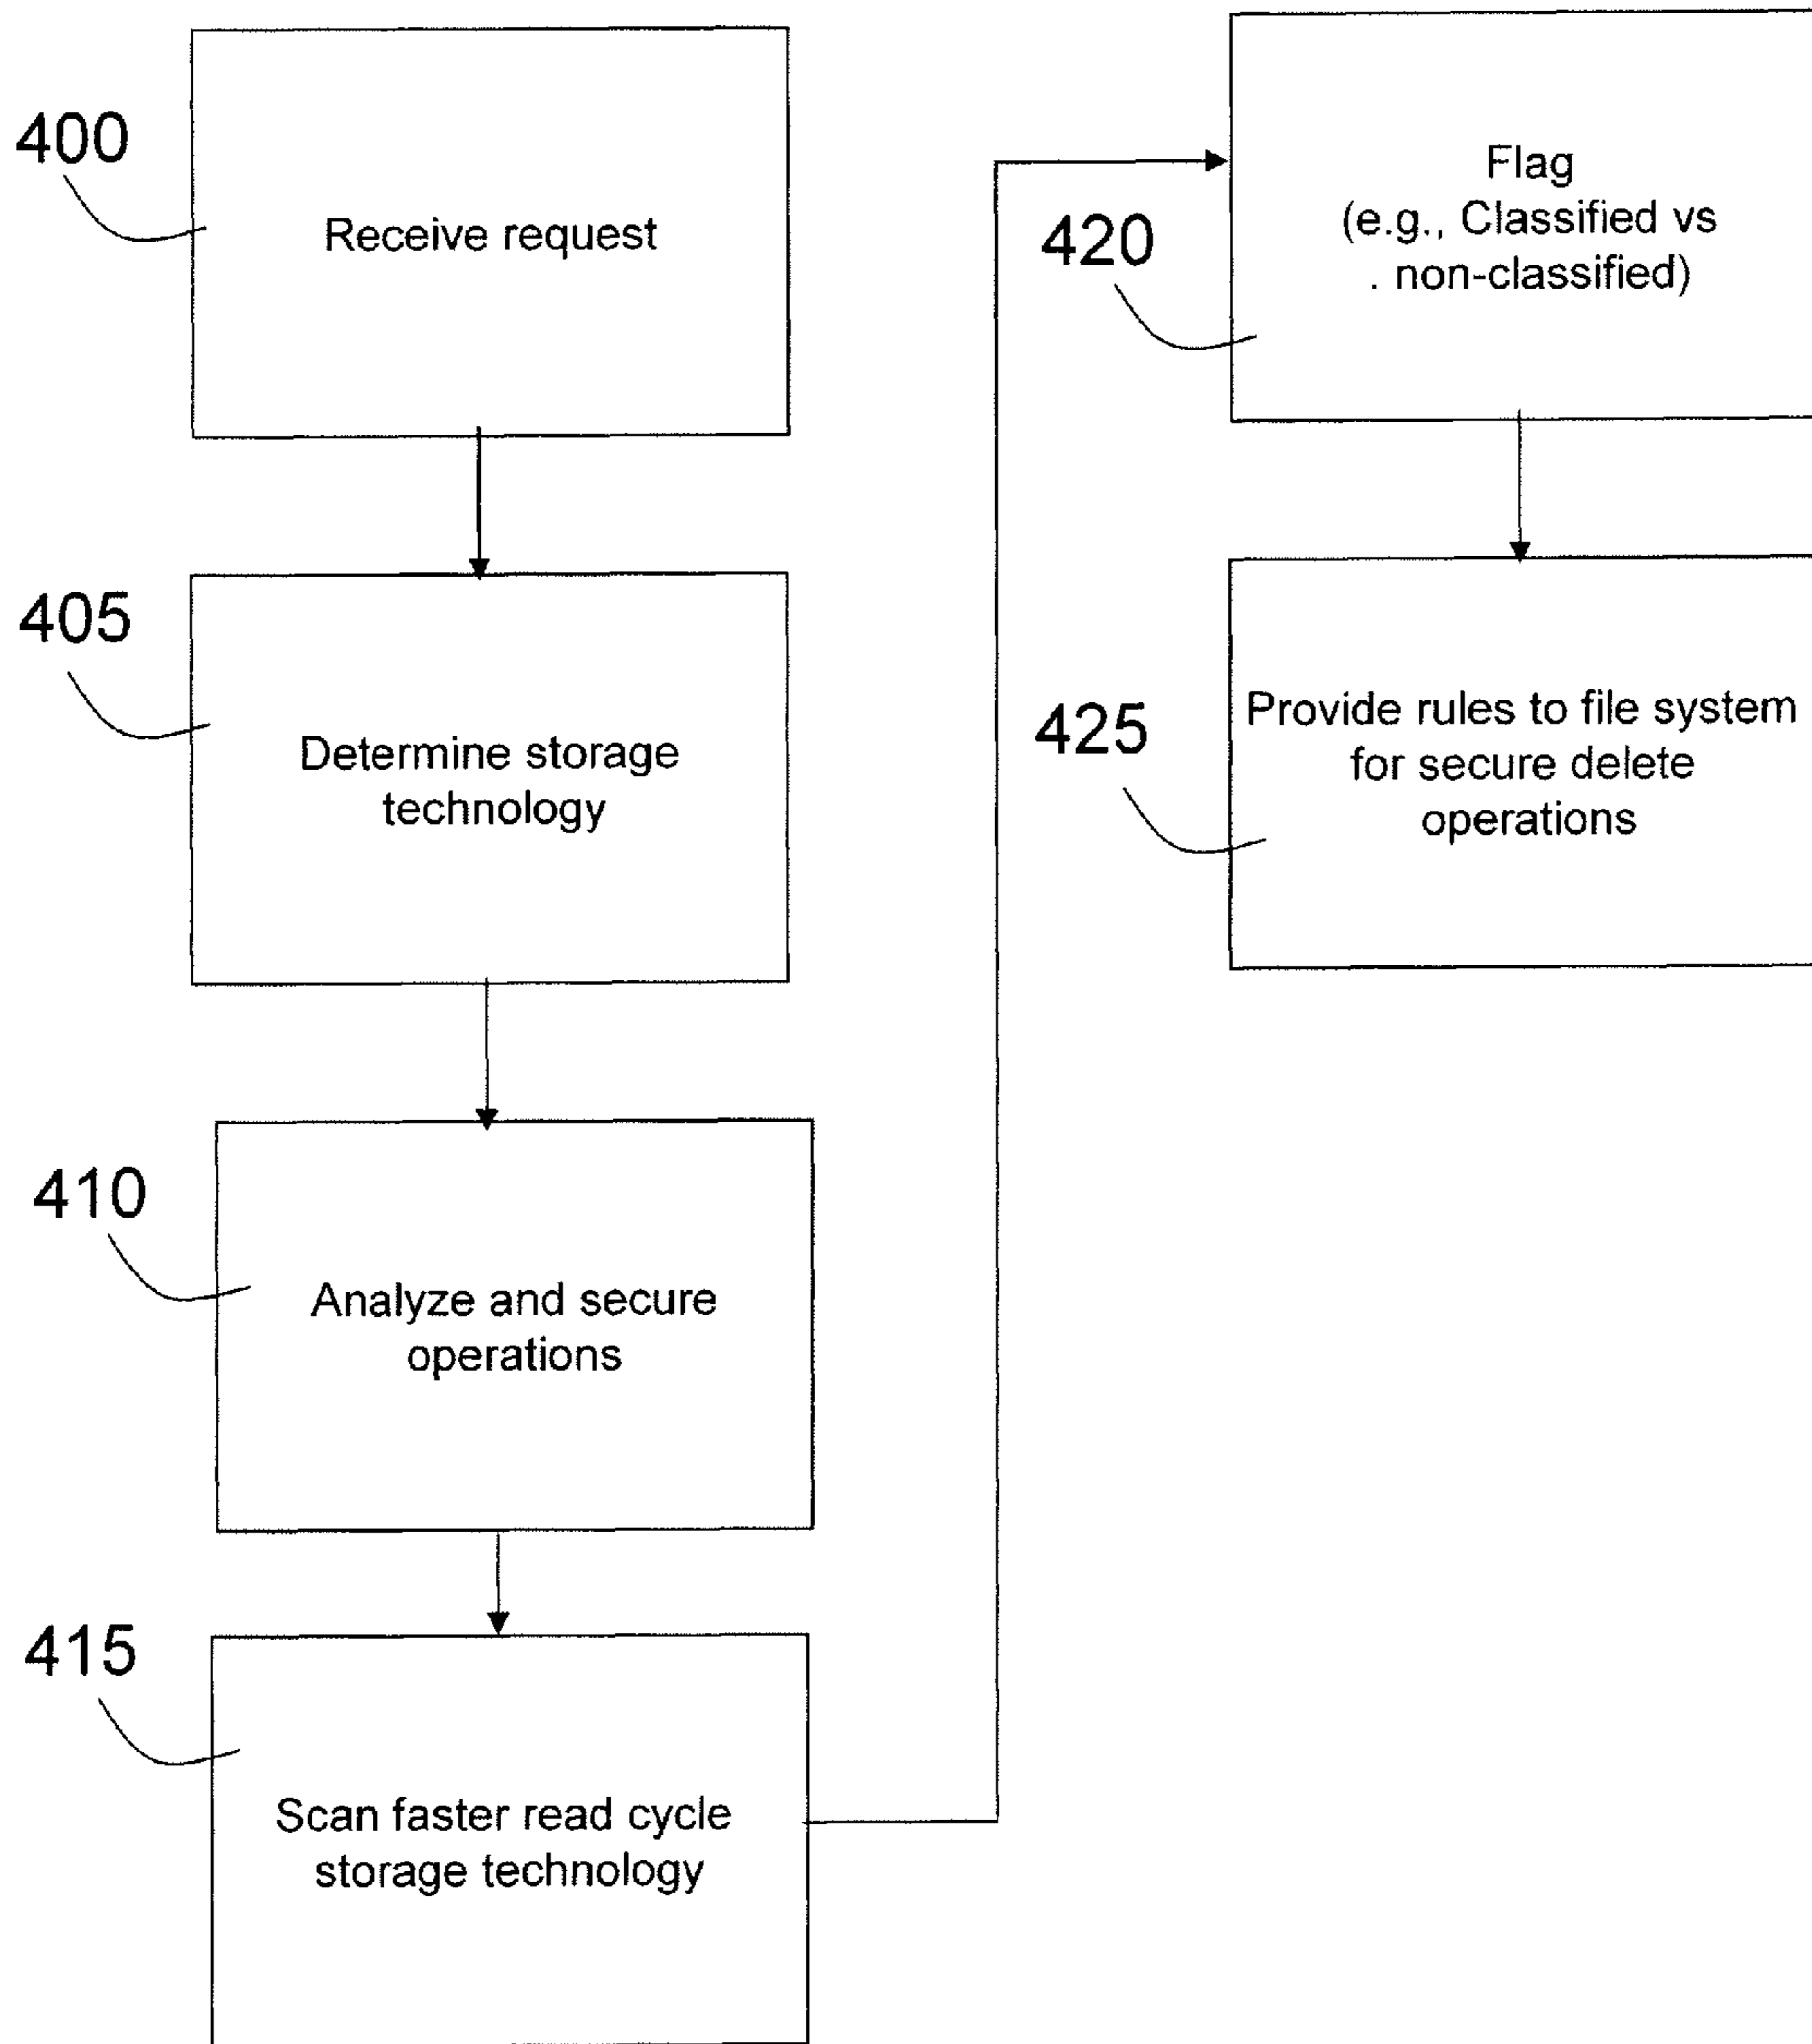 400
Receive request
405
Determine storage
technology
410
Analyze and secure
operations
415
Scan faster read cycle
storage technology
420
Flag
(e.g., Classified vs
. non-classified)
425
Provide rules to file system
for secure delete
operations